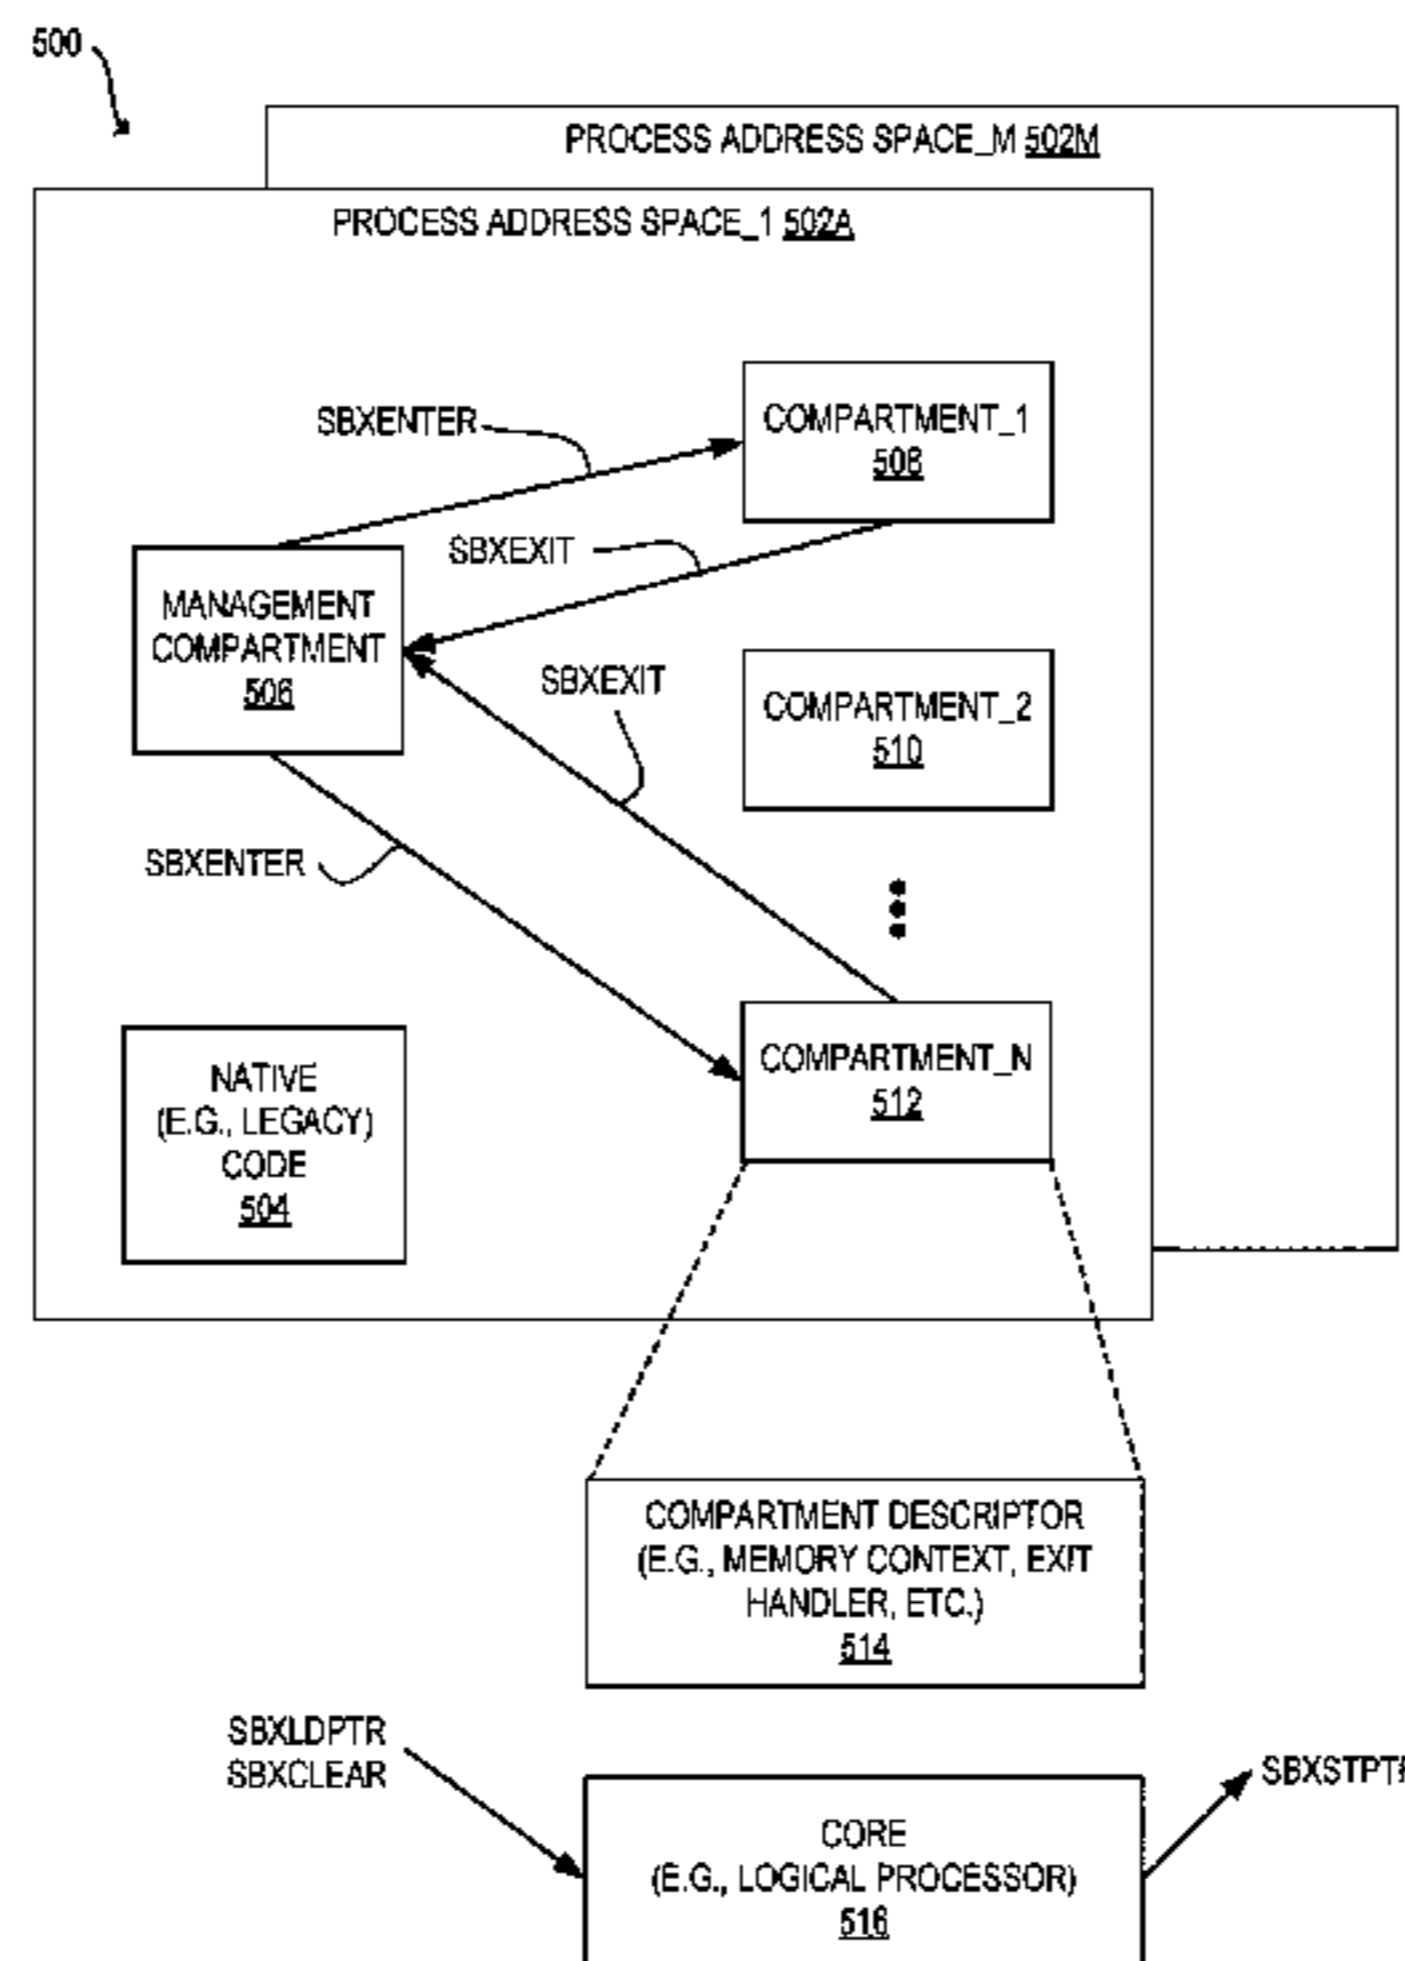 500
PROCESS ADDRESS SPACE_M 502M
PROCESS ADDRESS SPACE_1 502A
SBXENTER
COMPARTMENT_1
508
SBXEXIT
MANAGEMENT
COMPARTMENT
506
SBXEXIT
COMPARTMENT_2
510
SBXENTER
COMPARTMENT_N
512
NATIVE
(E.G., LEGACY)
CODE
504
COMPARTMENT DESCRIPTOR
(E.G., MEMORY CONTEXT, EXIT
HANDLER, ETC.)
514
SBXLDPTR
SBXCLEAR
SBXSTPTR
CORE
(E.G., LOGICAL PROCESSOR)
516